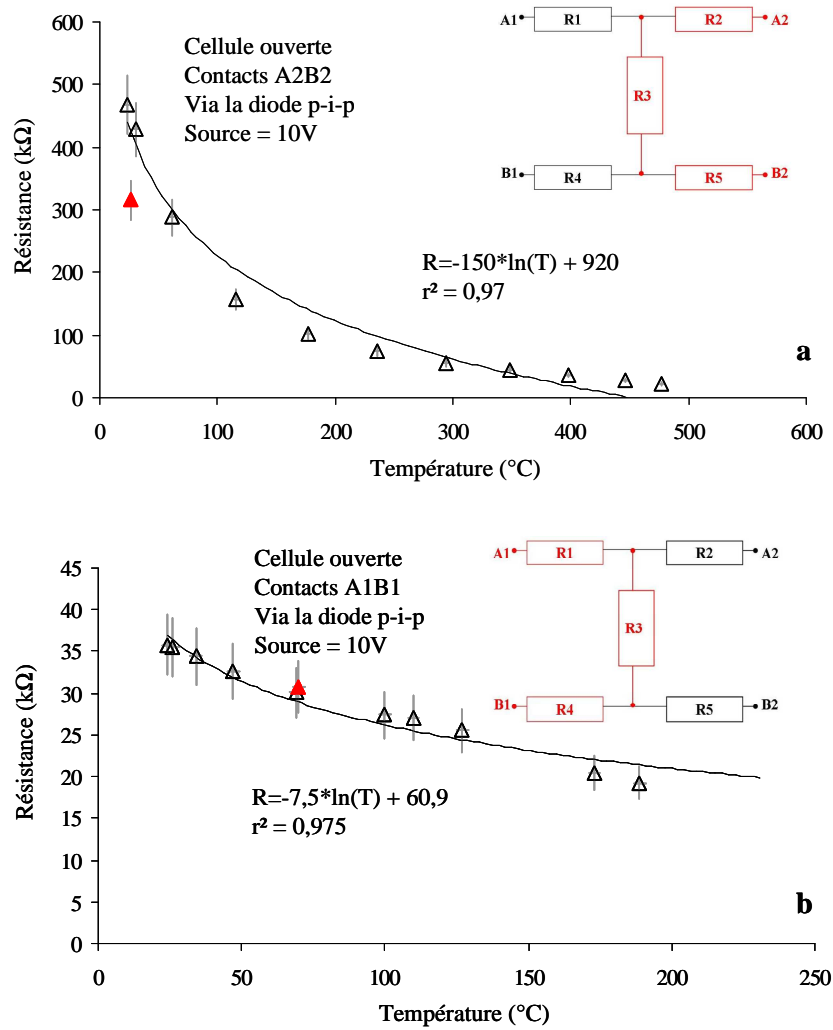 600
500
400
300
200
100
0
Résistance (kΩ)
Cellule ouverte
Contacts A2B2
Via la diode p-i-p
Source = 10V
A1
R1
R2
A2
R3
B1
R4
R5
B2
R=-150*ln(T) + 920
r² = 0,97
a
0
100
200
300
400
500
600
Température (°C)
45
40
35
30
25
20
15
10
5
0
Résistance (kΩ)
Cellule ouverte
Contacts A1B1
Via la diode p-i-p
Source = 10V
A1
R1
R2
A2
R3
B1
R4
R5
B2
R=-7,5*ln(T) + 60,9
r² = 0,975
b
0
50
100
150
200
250
Température (°C)